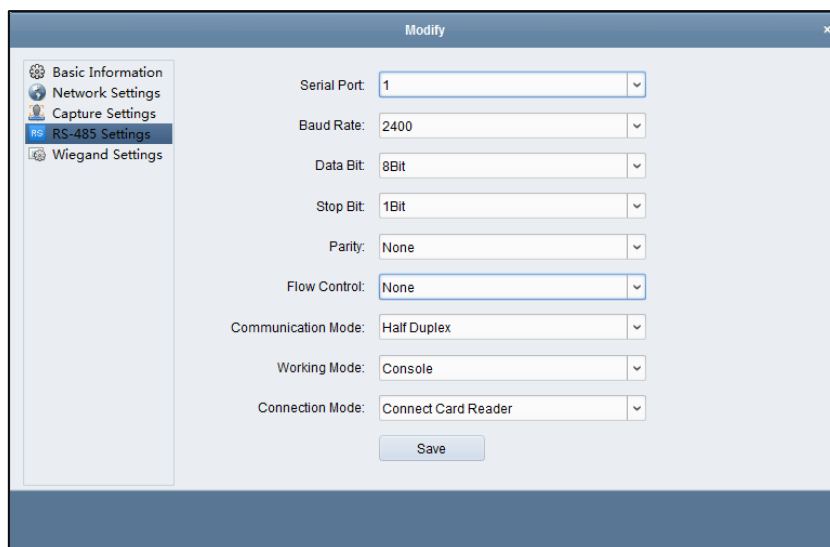 Modify
×
Basic Information
Network Settings
Capture Settings
RS RS-485 Settings
Wiegand Settings
Serial Port: 1
Baud Rate: 2400
Data Bit: 8Bit
Stop Bit: 1Bit
Parity: None
Flow Control: None
Communication Mode: Half Duplex
Working Mode: Console
Connection Mode: Connect Card Reader
Save